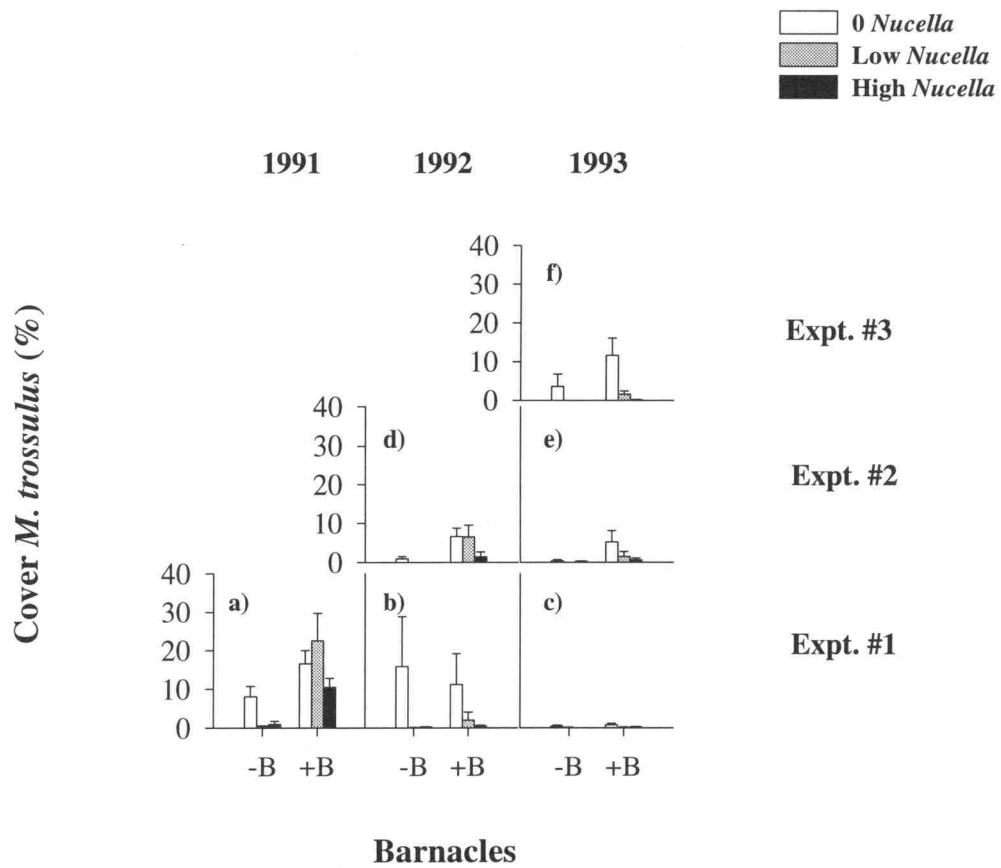 0 Nucella
Low Nucella
High Nucella
1991 1992 1993
Cover M. trossulus (%)
40
30
20
10
0
f)
Expt. #3
40
30
20
10
0
d)
e)
Expt. #2
40
30
20
10
0
a)
b)
c)
Expt. #1
-B +B -B +B -B +B
Barnacles